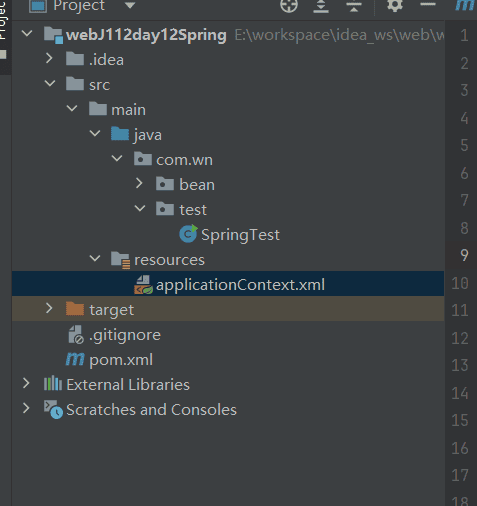 Project
Project
webJ112day12Spring E:\workspace\idea_ws\web\w
.idea
src
main
java
com.wn
bean
test
SpringTest
resources
applicationContext.xml
target
.gitignore
pom.xml
External Libraries
Scratches and Consoles
1
2
3
4
5
6
7
8
9
10
11
12
13
14
15
16
17
18